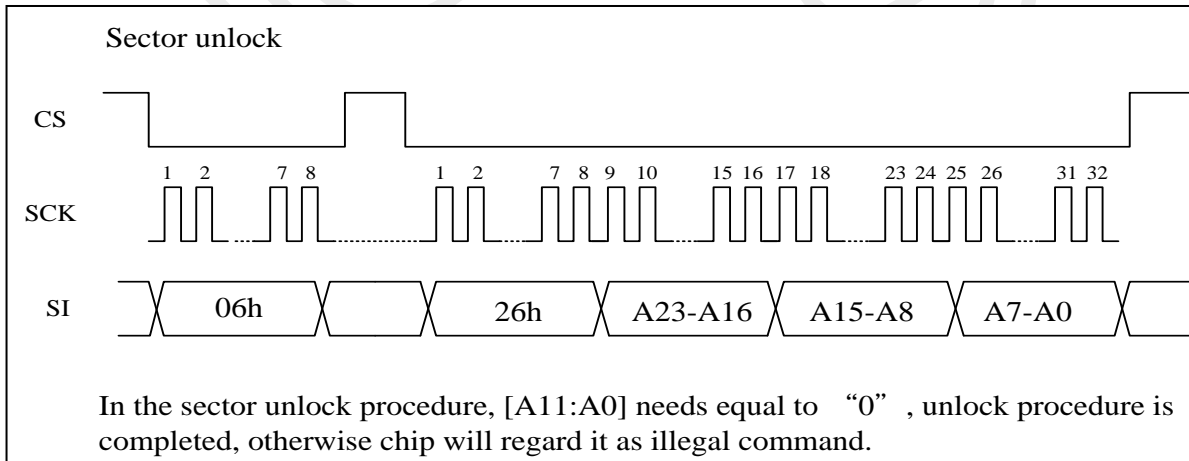 Sector unlock
CS
1 2 7 8 1 2 7 8 9 10 15 16 17 18 23 24 25 26 31 32
SCK
SI 06h 26h A23-A16 A15-A8 A7-A0
In the sector unlock procedure, [A11:A0] needs equal to “0”, unlock procedure is
completed, otherwise chip will regard it as illegal command.